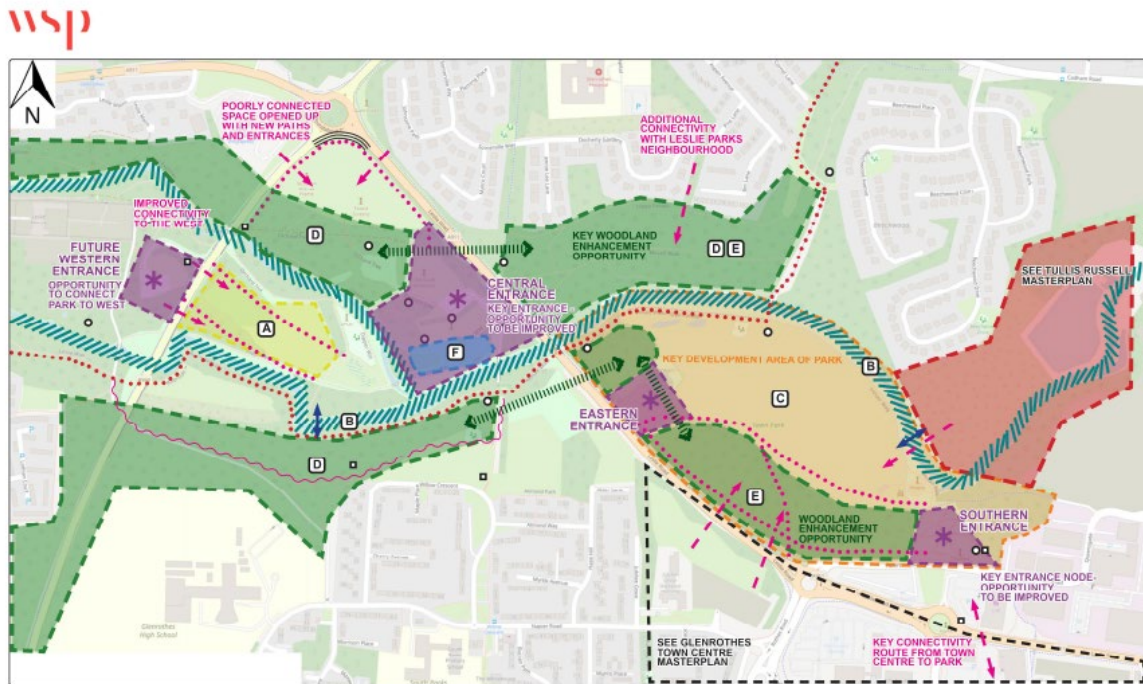 wsp
N
POORLY CONNECTED
SPACE OPENED UP
WITH NEW PATHS
AND ENTRANCES
ADDITIONAL
CONNECTIVITY
WITH LESLIE PARKS
NEIGHBOURHOOD
IMPROVED
CONNECTIVITY
TO THE WEST
FUTURE
WESTERN
ENTRANCE
OPPORTUNITY
TO CONNECT
PARK TO WEST
D
KEY WOODLAND
ENHANCEMENT
OPPORTUNITY
D E
SEE TULLIS RUSSELL
MASTERPLAN
CENTRAL
ENTRANCE
KEY ENTRANCE
OPPORTUNITY
TO BE IMPROVED
A
F
KEY DEVELOPMENT AREA OF PARK
B
C
EASTERN
ENTRANCE
B
D
E
WOODLAND
ENHANCEMENT
OPPORTUNITY
SOUTHERN
ENTRANCE
KEY ENTRANCE NODE-
OPPORTUNITY
TO BE IMPROVED
SEE GLENROTHES
TOWN CENTRE
MASTERPLAN
KEY CONNECTIVITY
ROUTE FROM TOWN
CENTRE TO PARK
Glenrothes
High School